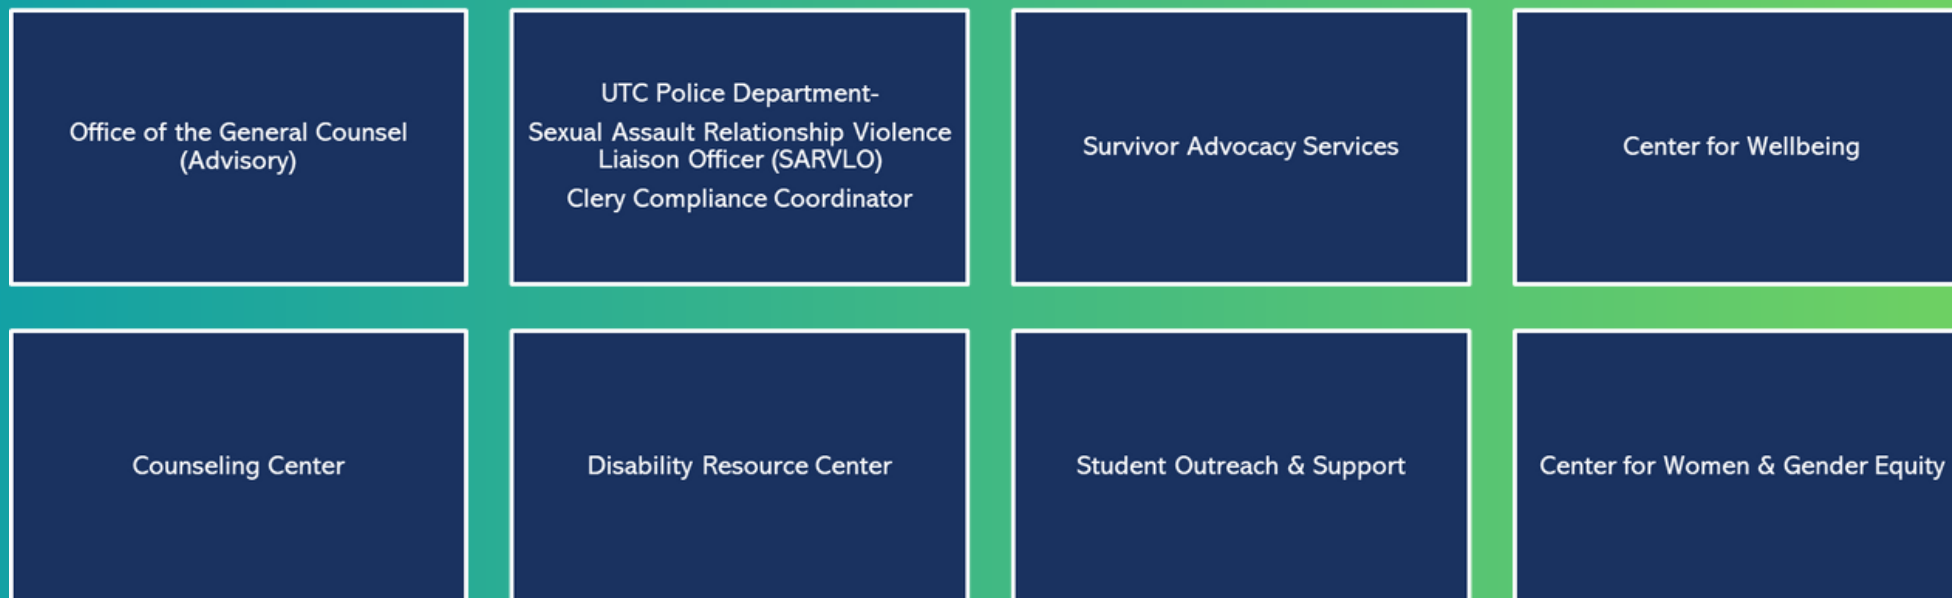 Office of the General Counsel
(Advisory)
UTC Police Department-
Sexual Assault Relationship Violence
Liaison Officer (SARVLO)
Clery Compliance Coordinator
Survivor Advocacy Services
Center for Wellbeing
Counseling Center
Disability Resource Center
Student Outreach & Support
Center for Women & Gender Equity